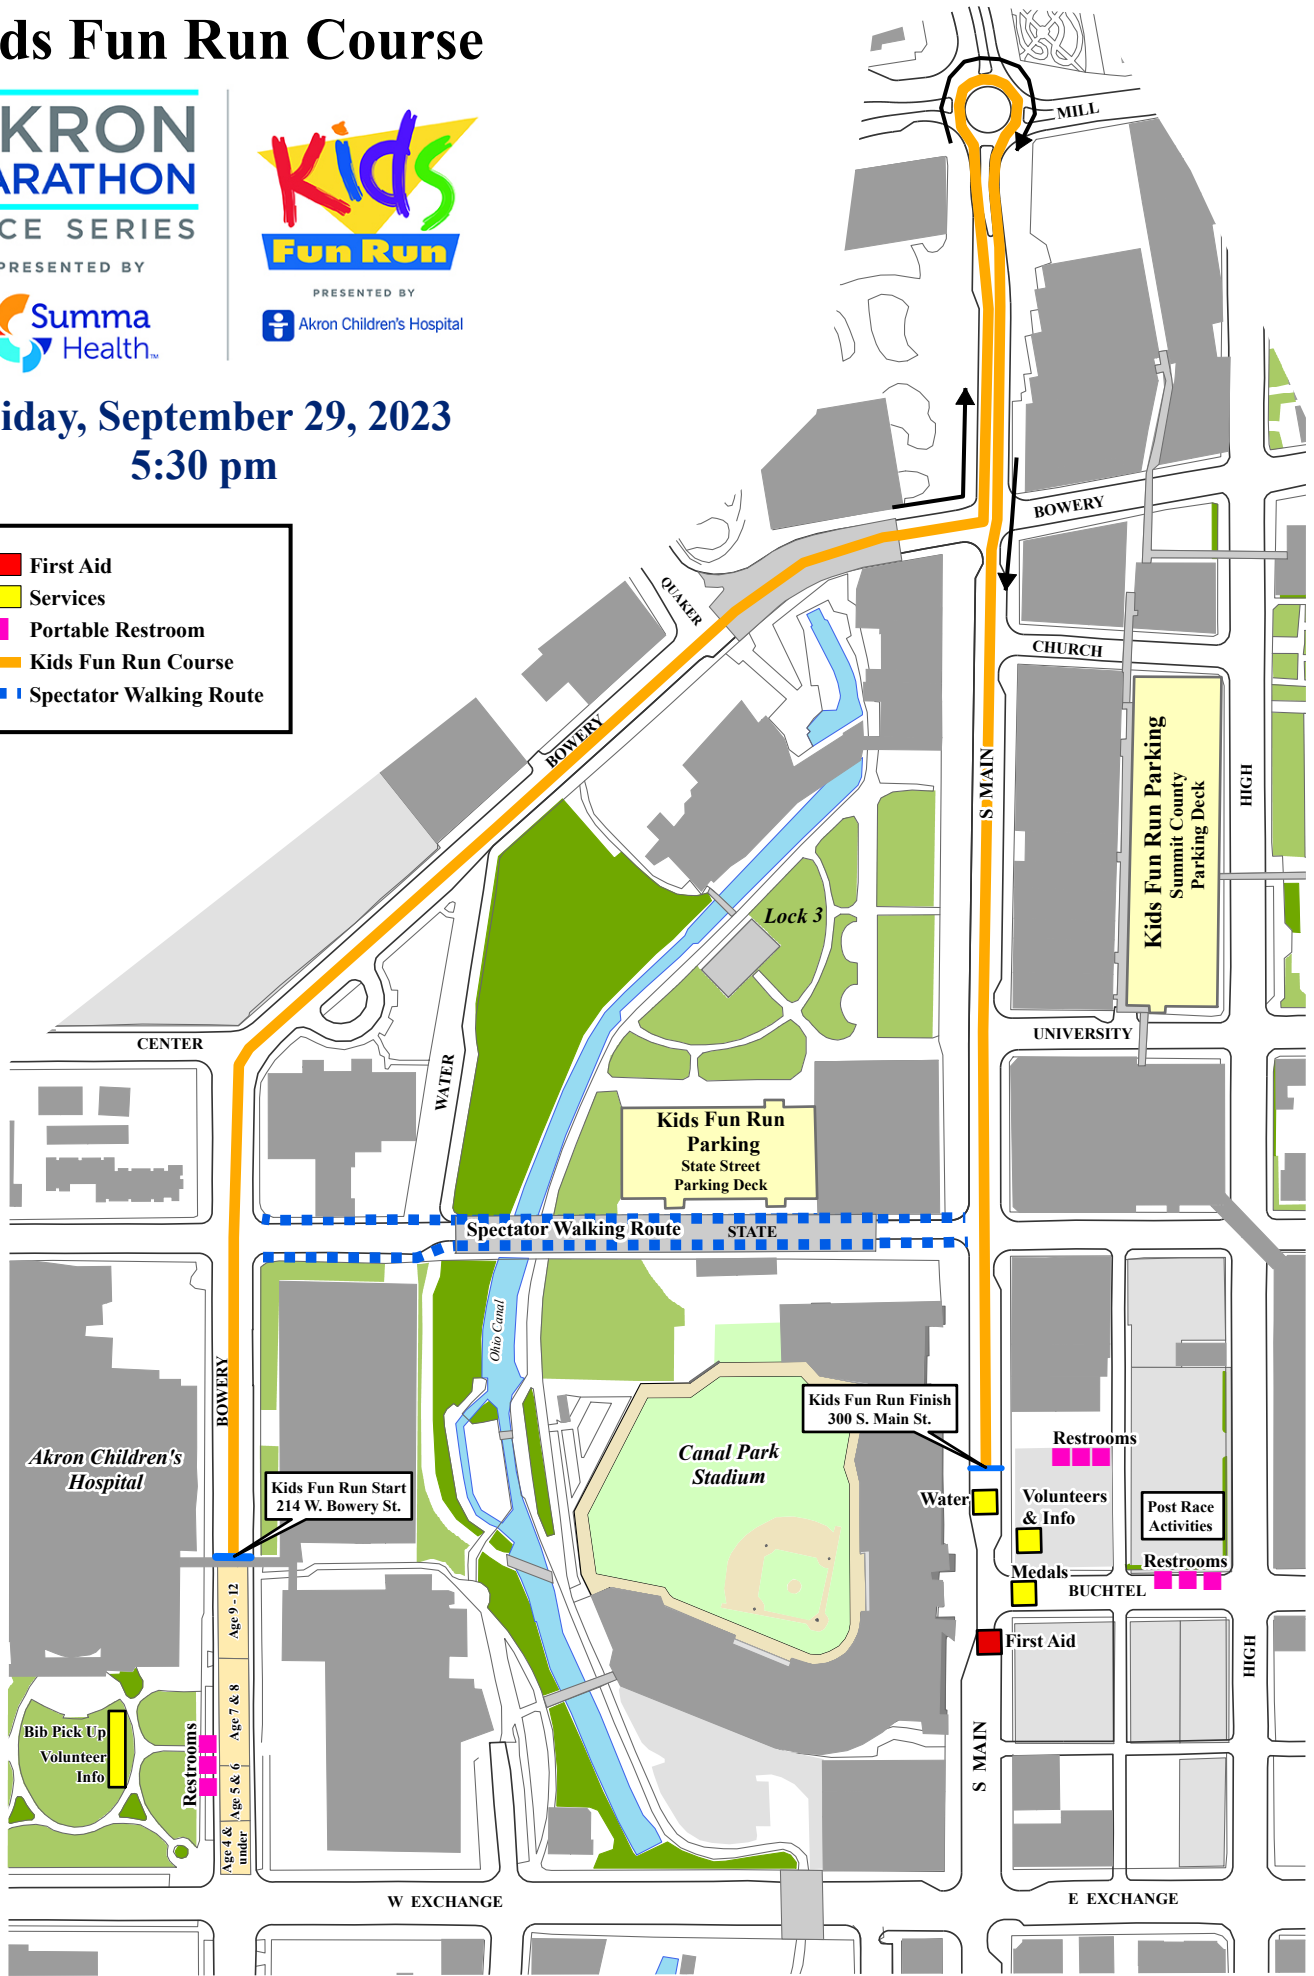 ds Fun Run Course
KRON
ARATHON
CE SERIES
PRESENTED BY
Summa
Health™
Kids
Fun Run
PRESENTED BY
Akron Children's Hospital
iday, September 29, 2023
5:30 pm
First Aid
Services
Portable Restroom
Kids Fun Run Course
Spectator Walking Route
MILL
BOWERY
QUAKER
CHURCH
BOWERY
S MAIN
Kids Fun Run Parking
Summit County
Parking Deck
HIGH
Lock 3
CENTER
UNIVERSITY
WATER
Kids Fun Run
Parking
State Street
Parking Deck
Spectator Walking Route
STATE
Ohio Canal
BOWERY
Kids Fun Run Finish
300 S. Main St.
Akron Children's
Hospital
Canal Park
Stadium
Restrooms
Kids Fun Run Start
214 W. Bowery St.
Water
Volunteers
& Info
Post Race
Activities
Restrooms
Medals
BUCHTEL
First Aid
HIGH
Age 9 - 12
Age 7 & 8
Age 5 & 6
Age 4 &
under
Bib Pick Up
Volunteer
Info
Restrooms
S MAIN
W EXCHANGE
E EXCHANGE